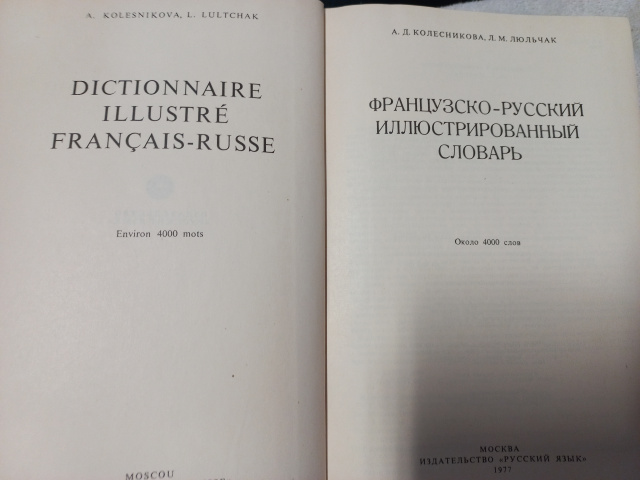 A. KOLESNIKOVA, L. LULTCHAK
DICTIONNAIRE
ILLUSTRÉ
FRANÇAIS-RUSSE
Environ 4000 mots
MOSCOU
А. Д. КОЛЕСНИКОВА, Л. М. ЛЮЛЬЧАК
ФРАНЦУЗСКО-РУССКИЙ
ИЛЛЮСТРИРОВАННЫЙ
СЛОВАРЬ
Около 4000 слов
МОСКВА
ИЗДАТЕЛЬСТВО «РУССКИЙ ЯЗЫК»
1977